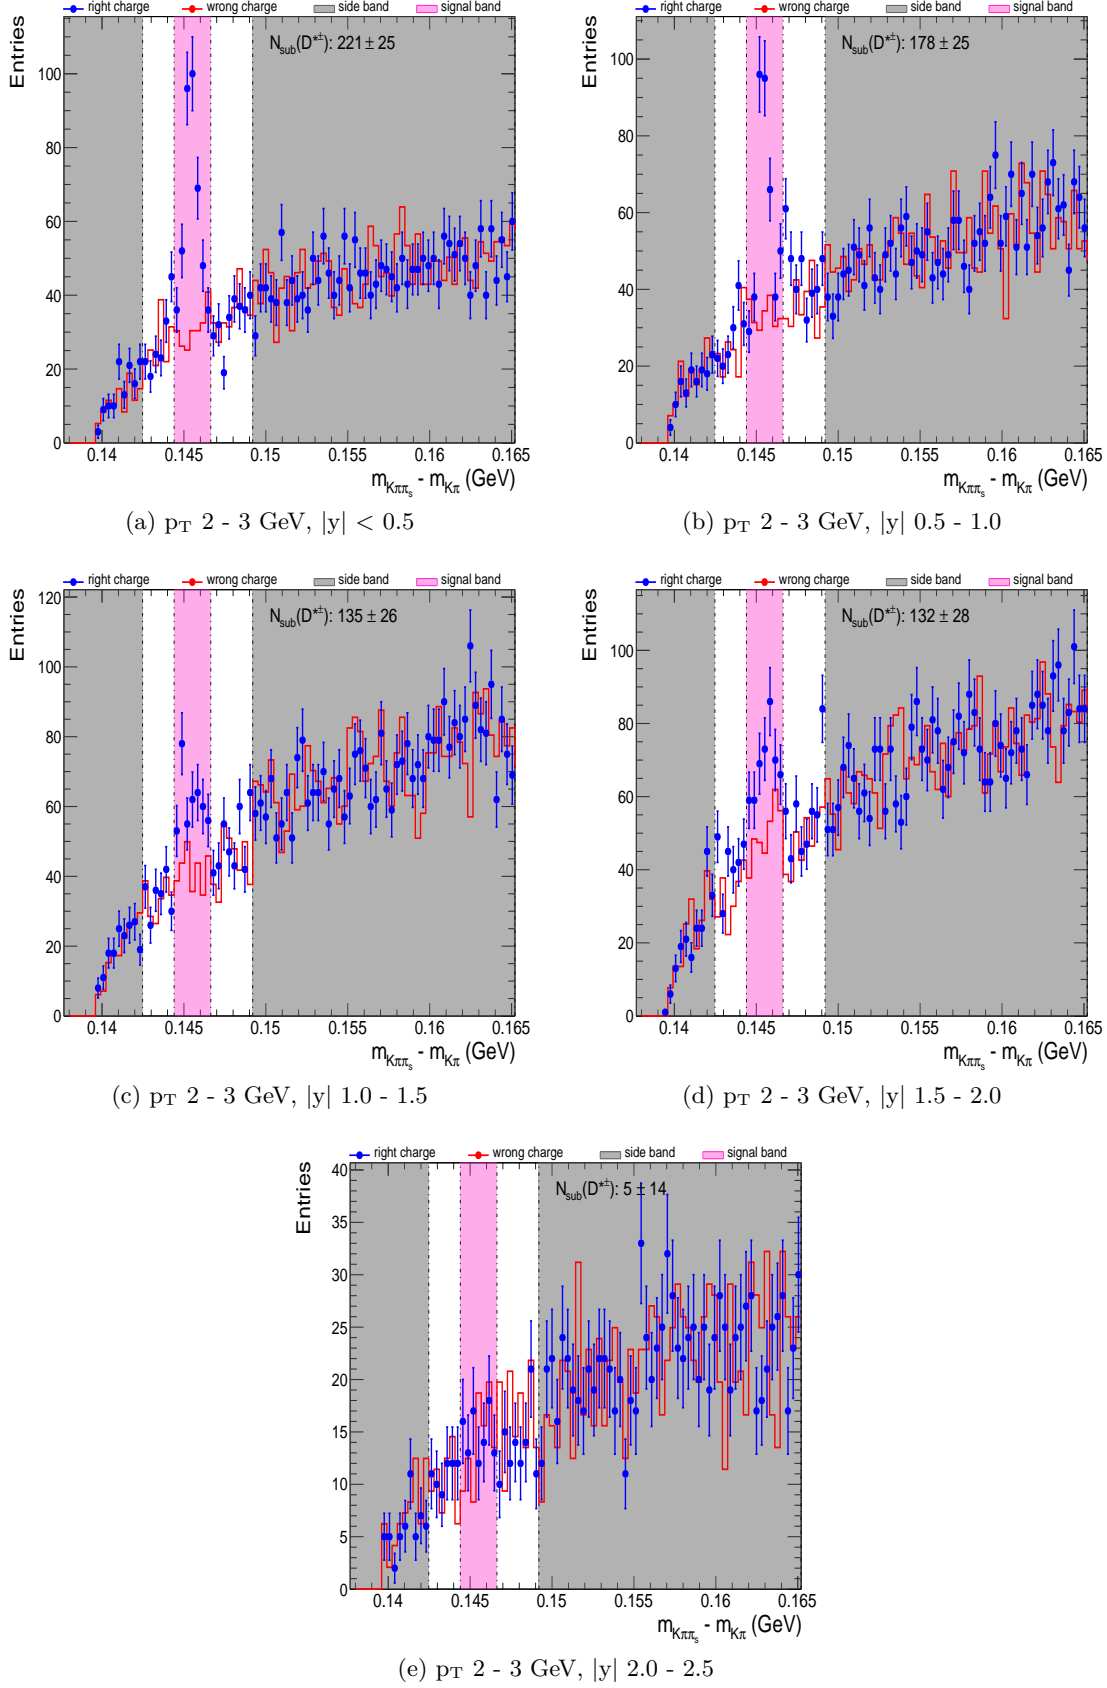 right charge wrong charge side band signal band
Entries
N_sub(D*±): 221 ± 25
100
80
60
40
20
0
0.14 0.145 0.15 0.155 0.16 0.165
m_Kππs - m_Kπ (GeV)
(a) pT 2 - 3 GeV, |y| < 0.5
right charge wrong charge side band signal band
Entries
N_sub(D*±): 178 ± 25
100
80
60
40
20
0
0.14 0.145 0.15 0.155 0.16 0.165
m_Kππs - m_Kπ (GeV)
(b) pT 2 - 3 GeV, |y| 0.5 - 1.0
right charge wrong charge side band signal band
Entries
N_sub(D*±): 135 ± 26
120
100
80
60
40
20
0
0.14 0.145 0.15 0.155 0.16 0.165
m_Kππs - m_Kπ (GeV)
(c) pT 2 - 3 GeV, |y| 1.0 - 1.5
right charge wrong charge side band signal band
Entries
N_sub(D*±): 132 ± 28
100
80
60
40
20
0
0.14 0.145 0.15 0.155 0.16 0.165
m_Kππs - m_Kπ (GeV)
(d) pT 2 - 3 GeV, |y| 1.5 - 2.0
right charge wrong charge side band signal band
Entries
N_sub(D*±): 5 ± 14
40
35
30
25
20
15
10
5
0
0.14 0.145 0.15 0.155 0.16 0.165
m_Kππs - m_Kπ (GeV)
(e) pT 2 - 3 GeV, |y| 2.0 - 2.5